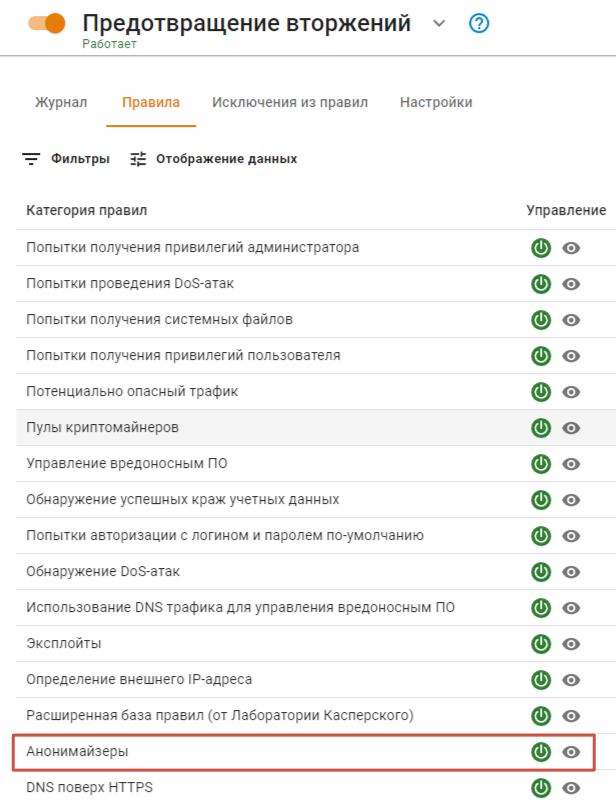 Предотвращение вторжений
Работает
Журнал Правила Исключения из правил Настройки
Фильтры Отображение данных
Категория правил Управление
Попытки получения привилегий администратора
Попытки проведения DoS-атак
Попытки получения системных файлов
Попытки получения привилегий пользователя
Потенциально опасный трафик
Пулы криптомайнеров
Управление вредоносным ПО
Обнаружение успешных краж учетных данных
Попытки авторизации с логином и паролем по-умолчанию
Обнаружение DoS-атак
Использование DNS трафика для управления вредоносным ПО
Эксплойты
Определение внешнего IP-адреса
Расширенная база правил (от Лаборатории Касперского)
Анонимайзеры
DNS поверх HTTPS